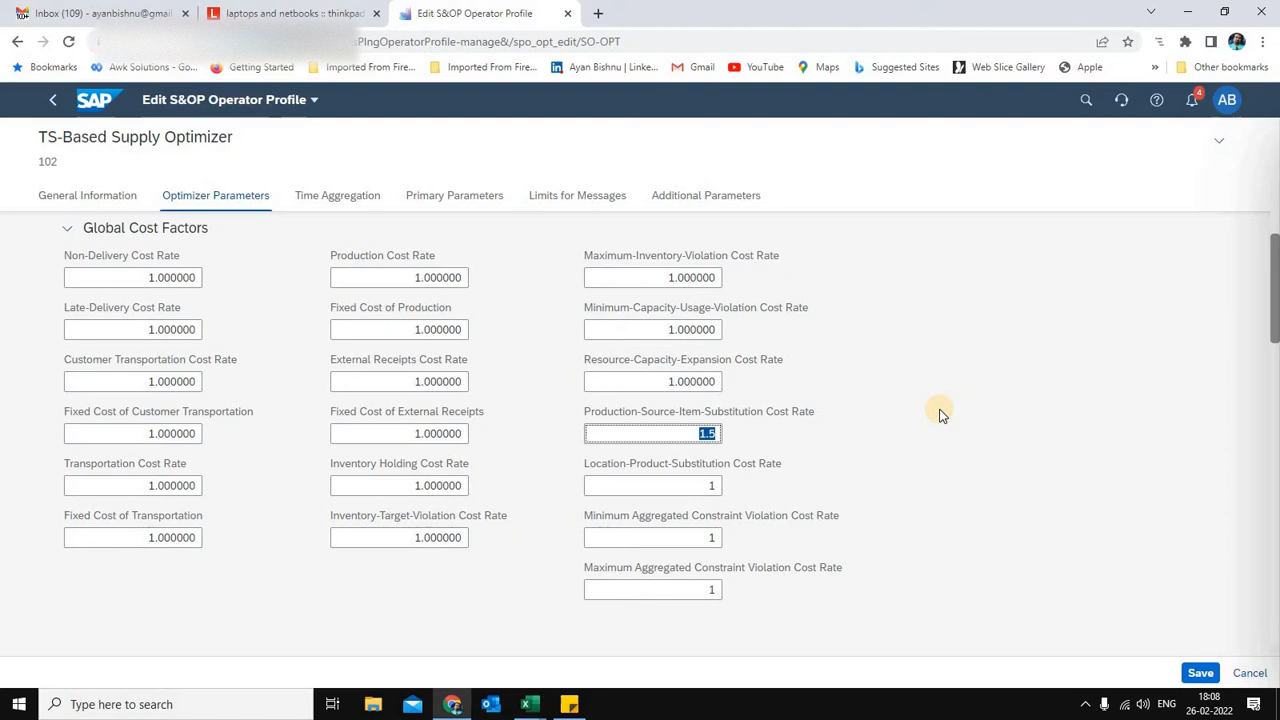 Inbox (109) - ayanbishnu@gmail
laptops and netbooks :: thinkpad
Edit S&OP Operator Profile
sPlngOperatorProfile-manage&/spo_opt_edit/SO-OPT
Bookmarks
Awk Solutions - Go...
Getting Started
Imported From Fire...
Imported From Fire...
Ayan Bishnu | Linke...
Gmail
YouTube
Maps
Suggested Sites
Web Slice Gallery
Apple
»
Other bookmarks
SAP
Edit S&OP Operator Profile
4
AB
TS-Based Supply Optimizer
102
General Information
Optimizer Parameters
Time Aggregation
Primary Parameters
Limits for Messages
Additional Parameters
Global Cost Factors
Non-Delivery Cost Rate
1.000000
Late-Delivery Cost Rate
1.000000
Customer Transportation Cost Rate
1.000000
Fixed Cost of Customer Transportation
1.000000
Transportation Cost Rate
1.000000
Fixed Cost of Transportation
1.000000
Production Cost Rate
1.000000
Fixed Cost of Production
1.000000
External Receipts Cost Rate
1.000000
Fixed Cost of External Receipts
1.000000
Inventory Holding Cost Rate
1.000000
Inventory-Target-Violation Cost Rate
1.000000
Maximum-Inventory-Violation Cost Rate
1.000000
Minimum-Capacity-Usage-Violation Cost Rate
1.000000
Resource-Capacity-Expansion Cost Rate
1.000000
Production-Source-Item-Substitution Cost Rate
1.5
Location-Product-Substitution Cost Rate
1
Minimum Aggregated Constraint Violation Cost Rate
1
Maximum Aggregated Constraint Violation Cost Rate
1
Save
Cancel
Type here to search
ENG
18:08
26-02-2022